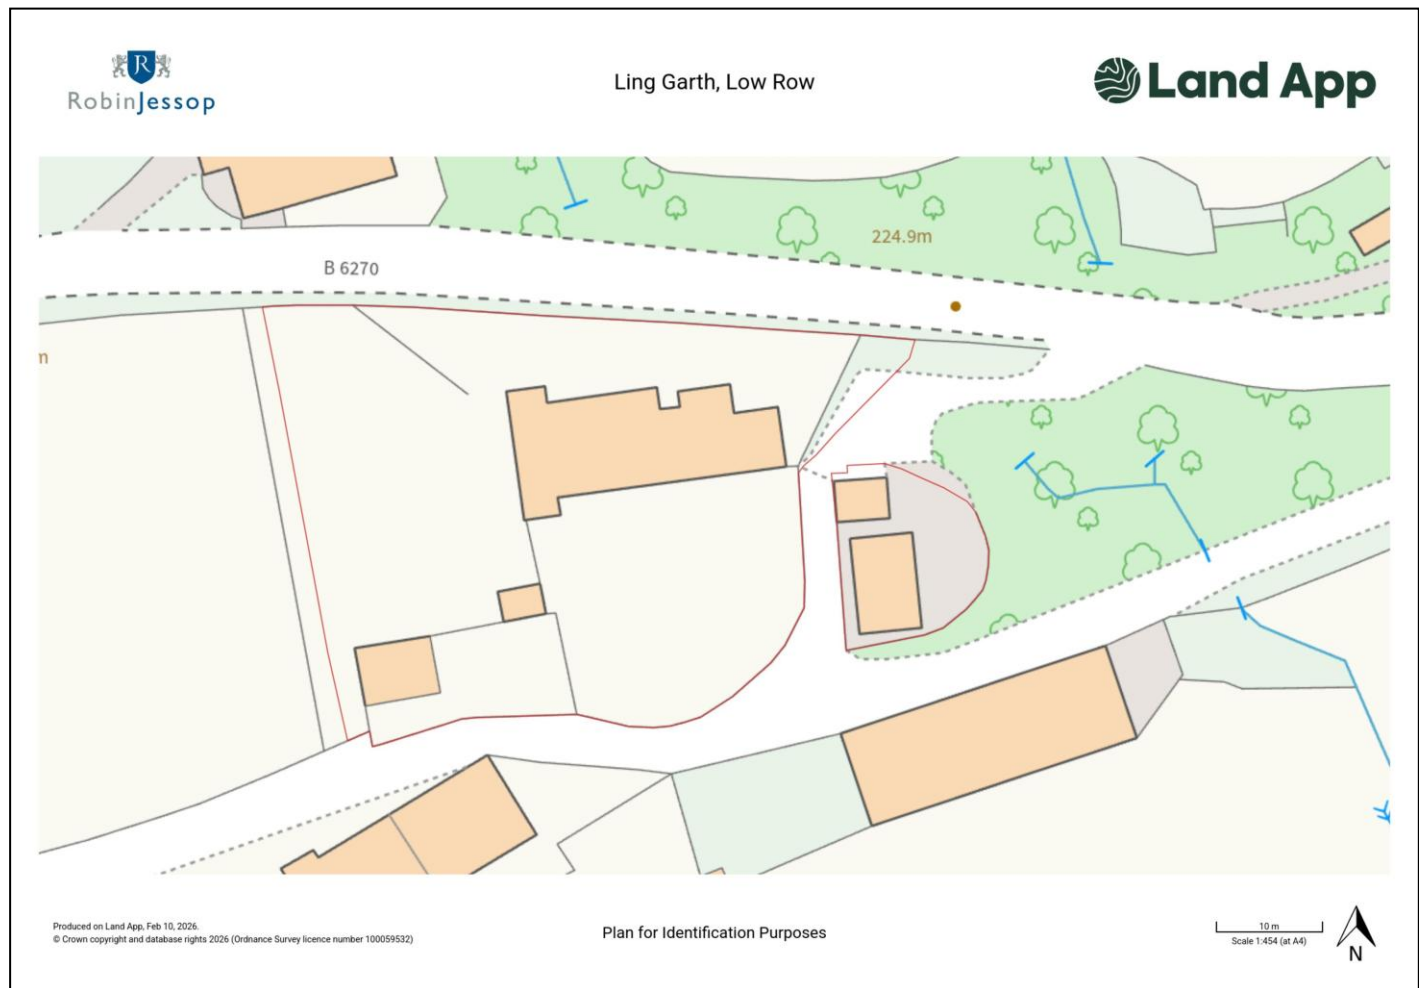 JR
RobinJessop
Ling Garth, Low Row
Land App
224.9m
B 6270
m
Produced on Land App, Feb 10, 2026.
© Crown copyright and database rights 2026 (Ordnance Survey licence number 100059532)
Plan for Identification Purposes
10 m
Scale 1:454 (at A4)
N